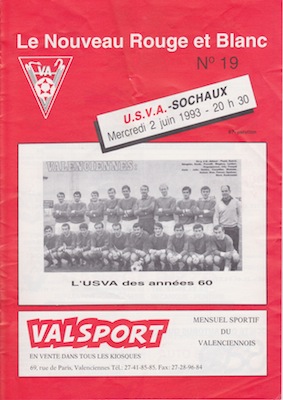 Le Nouveau Rouge et Blanc
N° 19
VA
U.S.V.A.-SOCHAUX
Mercredi 2 juin 1993 - 20 h 30
VALENCIENNES:
L'USVA des années 60
VALSPORT
EN VENTE DANS TOUS LES KIOSQUES
69, rue de Paris, Valenciennes Tél.: 27-41-85-85. Fax: 27-28-96-84
MENSUEL SPORTIF
DU
VALENCIENNOIS